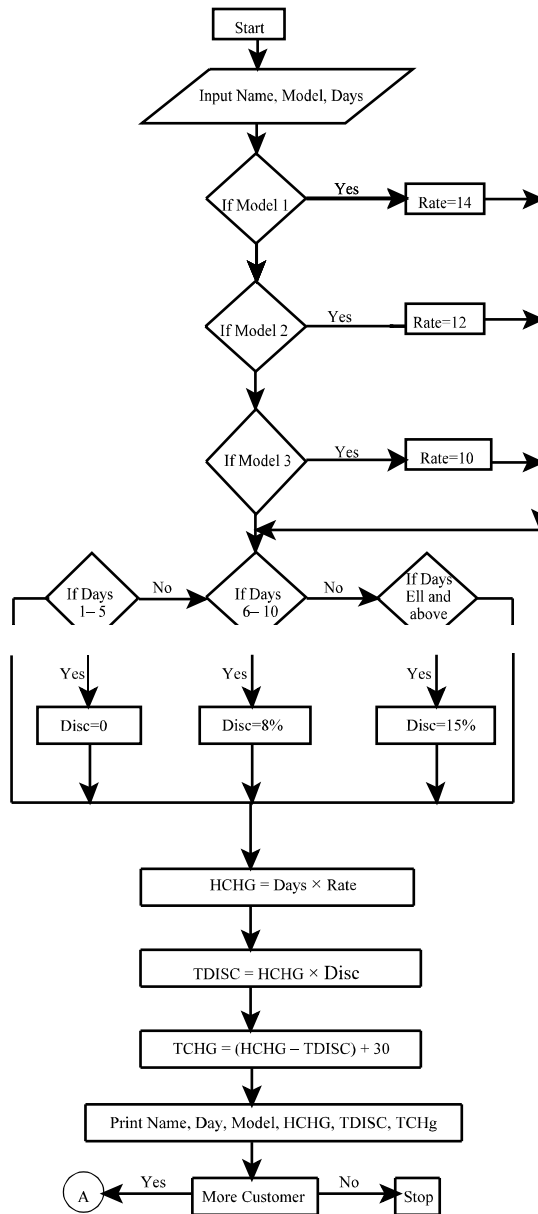 Start
Input Name, Model, Days
If Model 1
Yes
Rate=14
If Model 2
Yes
Rate=12
If Model 3
Yes
Rate=10
If Days
1– 5
No
If Days
6– 10
No
If Days
Ell and
above
Yes
Yes
Yes
Disc=0
Disc=8%
Disc=15%
HCHG = Days × Rate
TDISC = HCHG × Disc
TCHG = (HCHG – TDISC) + 30
Print Name, Day, Model, HCHG, TDISC, TCHg
A
Yes
More Customer
No
Stop